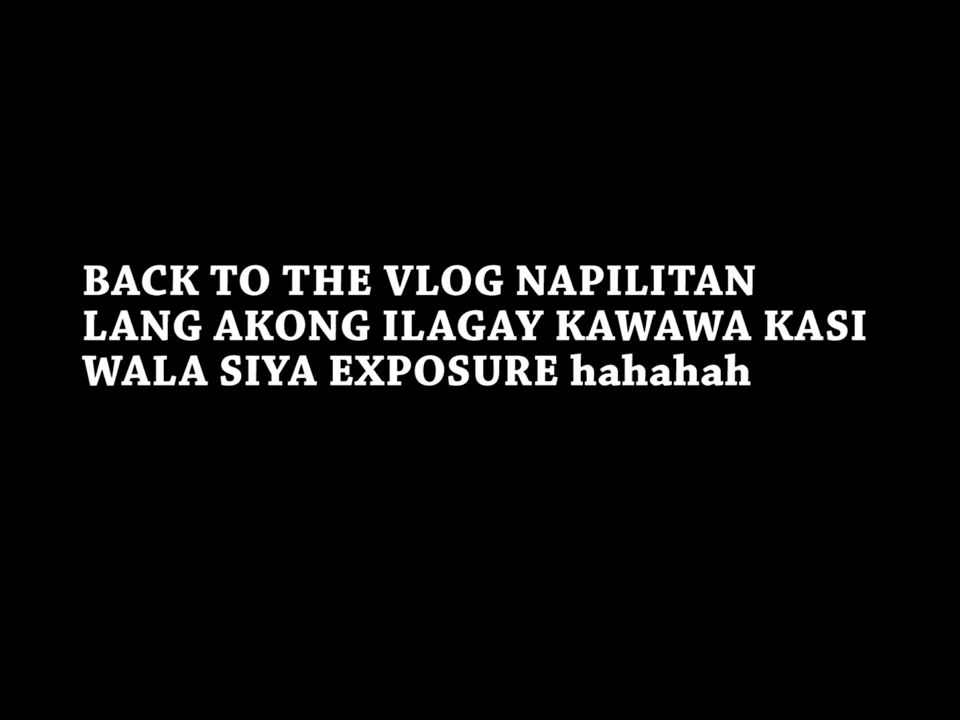 BACK TO THE VLOG NAPILITAN
LANG AKONG ILAGAY KAWAWA KASI
WALA SIYA EXPOSURE hahahah